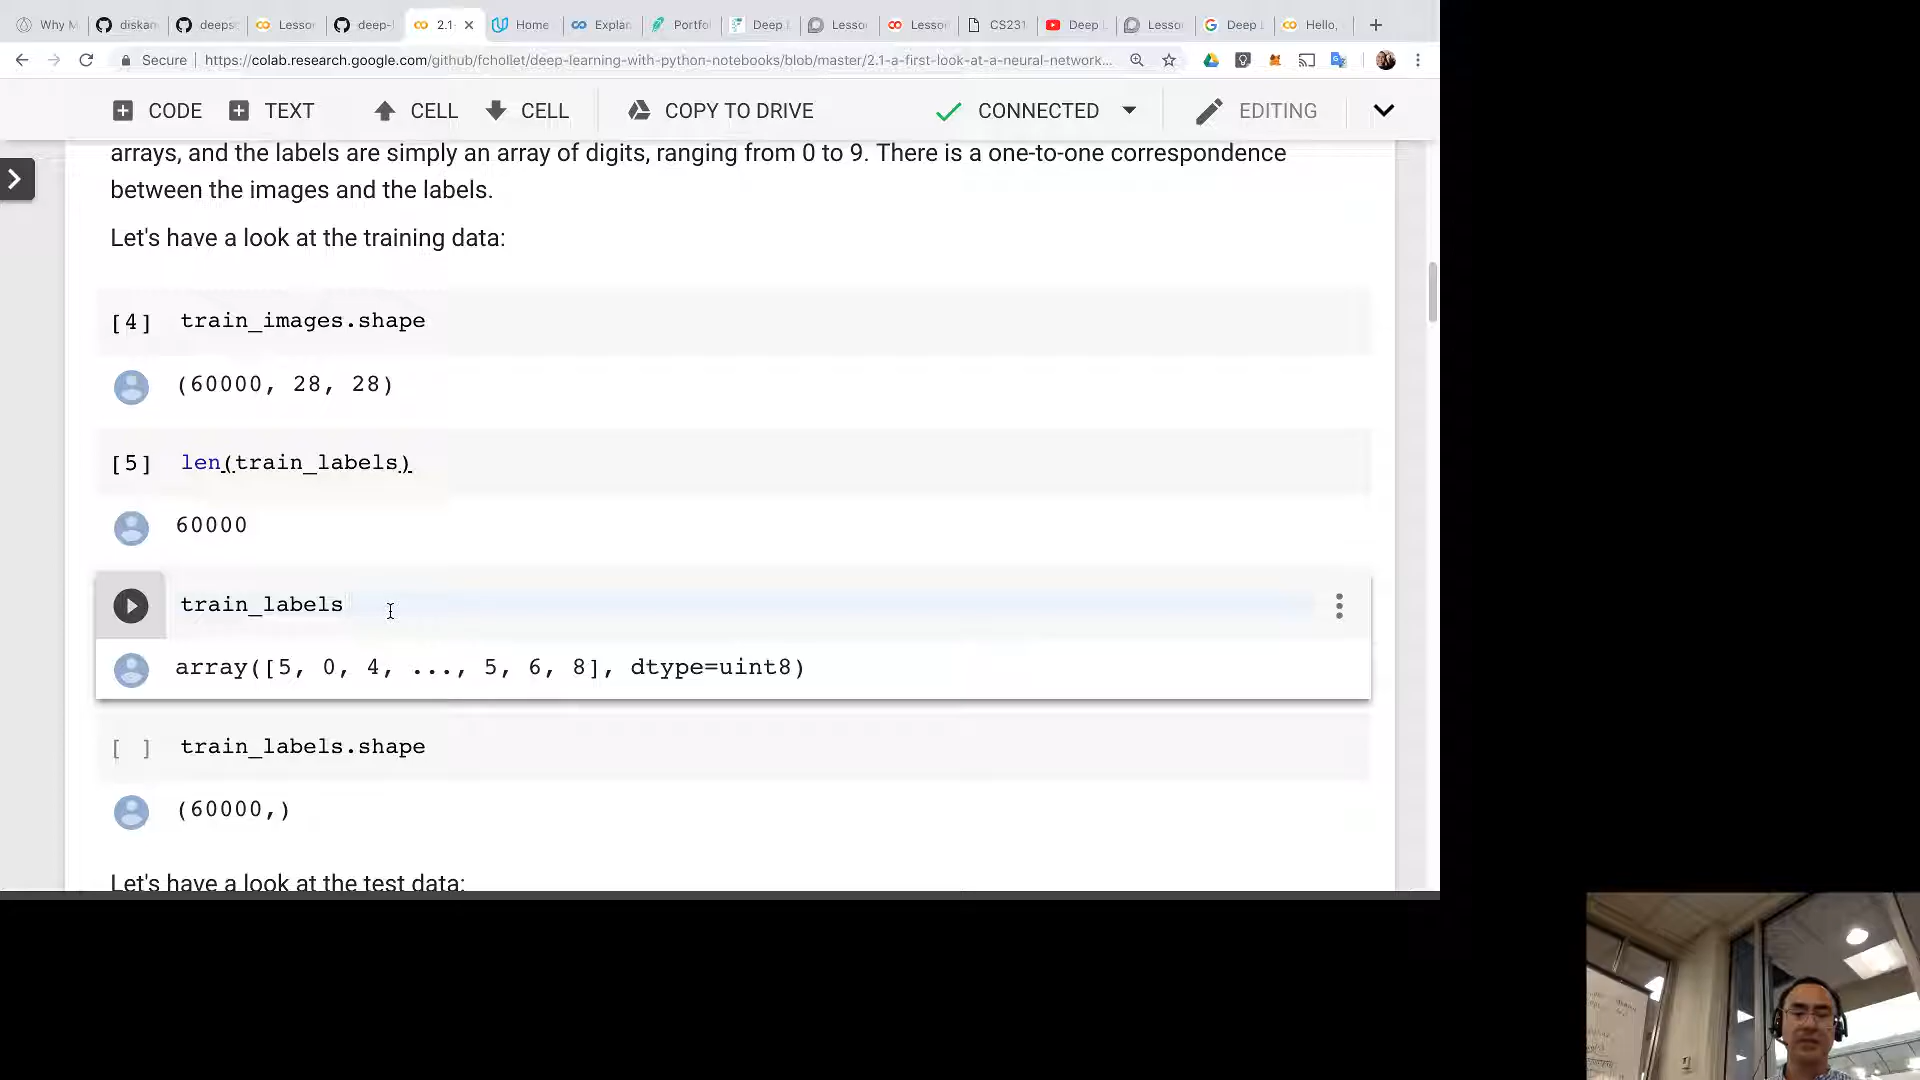 Why M
diskan
deeps
Lesso
deep-l
2.1-
Home
Explan
Portfo
Deep L
Lesso
Lesso
CS231
Deep L
Lesso
Deep L
Hello,
Secure https://colab.research.google.com/github/fchollet/deep-learning-with-python-notebooks/blob/master/2.1-a-first-look-at-a-neural-network...
CODE TEXT CELL CELL COPY TO DRIVE CONNECTED EDITING
arrays, and the labels are simply an array of digits, ranging from 0 to 9. There is a one-to-one correspondence
between the images and the labels.
Let's have a look at the training data:
[4] train_images.shape
(60000, 28, 28)
[5] len(train_labels)
60000
train_labels
array([5, 0, 4, ..., 5, 6, 8], dtype=uint8)
[ ] train_labels.shape
(60000,)
Let's have a look at the test data: